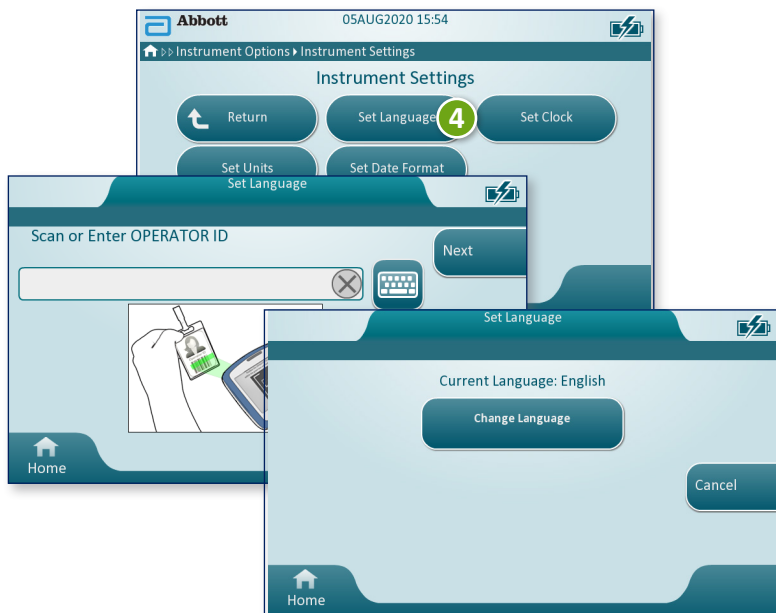 Abbott
05AUG2020 15:54
Instrument Options Instrument Settings
Instrument Settings
Return
Set Language
4
Set Clock
Set Units
Set Date Format
Set Language
Scan or Enter OPERATOR ID
Next
Home
Set Language
Current Language: English
Change Language
Cancel
Home